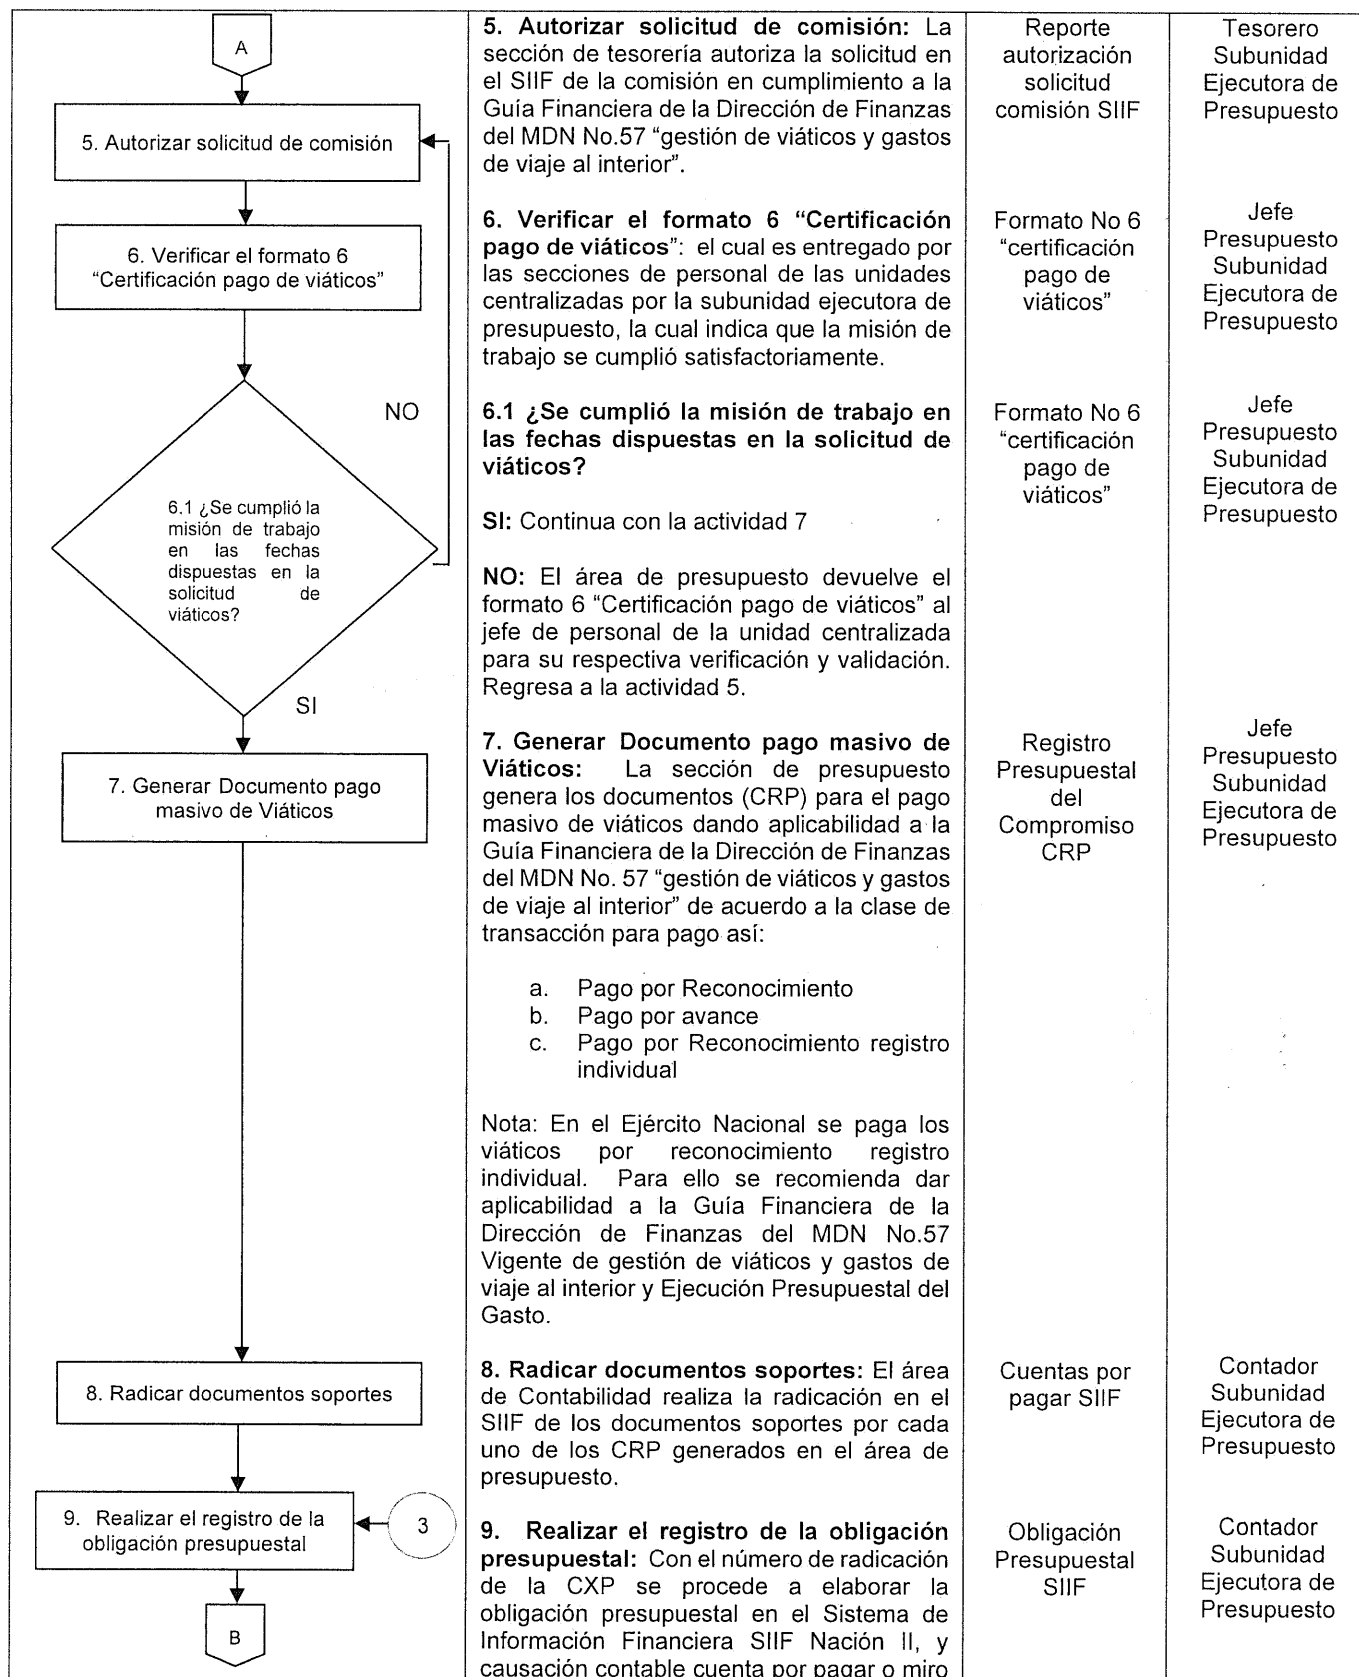 A
5. Autorizar solicitud de comisión
6. Verificar el formato 6
“Certificación pago de viáticos”
NO
6.1 ¿Se cumplió la
misión de trabajo
en las fechas
dispuestas en la
solicitud de
viáticos?
SI
7. Generar Documento pago
masivo de Viáticos
8. Radicar documentos soportes
9. Realizar el registro de la
obligación presupuestal
3
B
5. Autorizar solicitud de comisión: La
sección de tesorería autoriza la solicitud en
el SIIF de la comisión en cumplimiento a la
Guía Financiera de la Dirección de Finanzas
del MDN No.57 “gestión de viáticos y gastos
de viaje al interior”.
6. Verificar el formato 6 “Certificación
pago de viáticos”: el cual es entregado por
las secciones de personal de las unidades
centralizadas por la subunidad ejecutora de
presupuesto, la cual indica que la misión de
trabajo se cumplió satisfactoriamente.
6.1 ¿Se cumplió la misión de trabajo en
las fechas dispuestas en la solicitud de
viáticos?
SI: Continua con la actividad 7
NO: El área de presupuesto devuelve el
formato 6 “Certificación pago de viáticos” al
jefe de personal de la unidad centralizada
para su respectiva verificación y validación.
Regresa a la actividad 5.
7. Generar Documento pago masivo de
Viáticos: La sección de presupuesto
genera los documentos (CRP) para el pago
masivo de viáticos dando aplicabilidad a la
Guía Financiera de la Dirección de Finanzas
del MDN No. 57 “gestión de viáticos y gastos
de viaje al interior” de acuerdo a la clase de
transacción para pago así:
a. Pago por Reconocimiento
b. Pago por avance
c. Pago por Reconocimiento registro
individual
Nota: En el Ejército Nacional se paga los
viáticos por reconocimiento registro
individual. Para ello se recomienda dar
aplicabilidad a la Guía Financiera de la
Dirección de Finanzas del MDN No.57
Vigente de gestión de viáticos y gastos de
viaje al interior y Ejecución Presupuestal del
Gasto.
8. Radicar documentos soportes: El área
de Contabilidad realiza la radicación en el
SIIF de los documentos soportes por cada
uno de los CRP generados en el área de
presupuesto.
9. Realizar el registro de la obligación
presupuestal: Con el número de radicación
de la CXP se procede a elaborar la
obligación presupuestal en el Sistema de
Información Financiera SIIF Nación II, y
causación contable cuenta por pagar o miro
Reporte
autorización
solicitud
comisión SIIF
Formato No 6
“certificación
pago de
viáticos”
Formato No 6
“certificación
pago de
viáticos”
Registro
Presupuestal
del
Compromiso
CRP
Cuentas por
pagar SIIF
Obligación
Presupuestal
SIIF
Tesorero
Subunidad
Ejecutora de
Presupuesto
Jefe
Presupuesto
Subunidad
Ejecutora de
Presupuesto
Jefe
Presupuesto
Subunidad
Ejecutora de
Presupuesto
Jefe
Presupuesto
Subunidad
Ejecutora de
Presupuesto
Contador
Subunidad
Ejecutora de
Presupuesto
Contador
Subunidad
Ejecutora de
Presupuesto